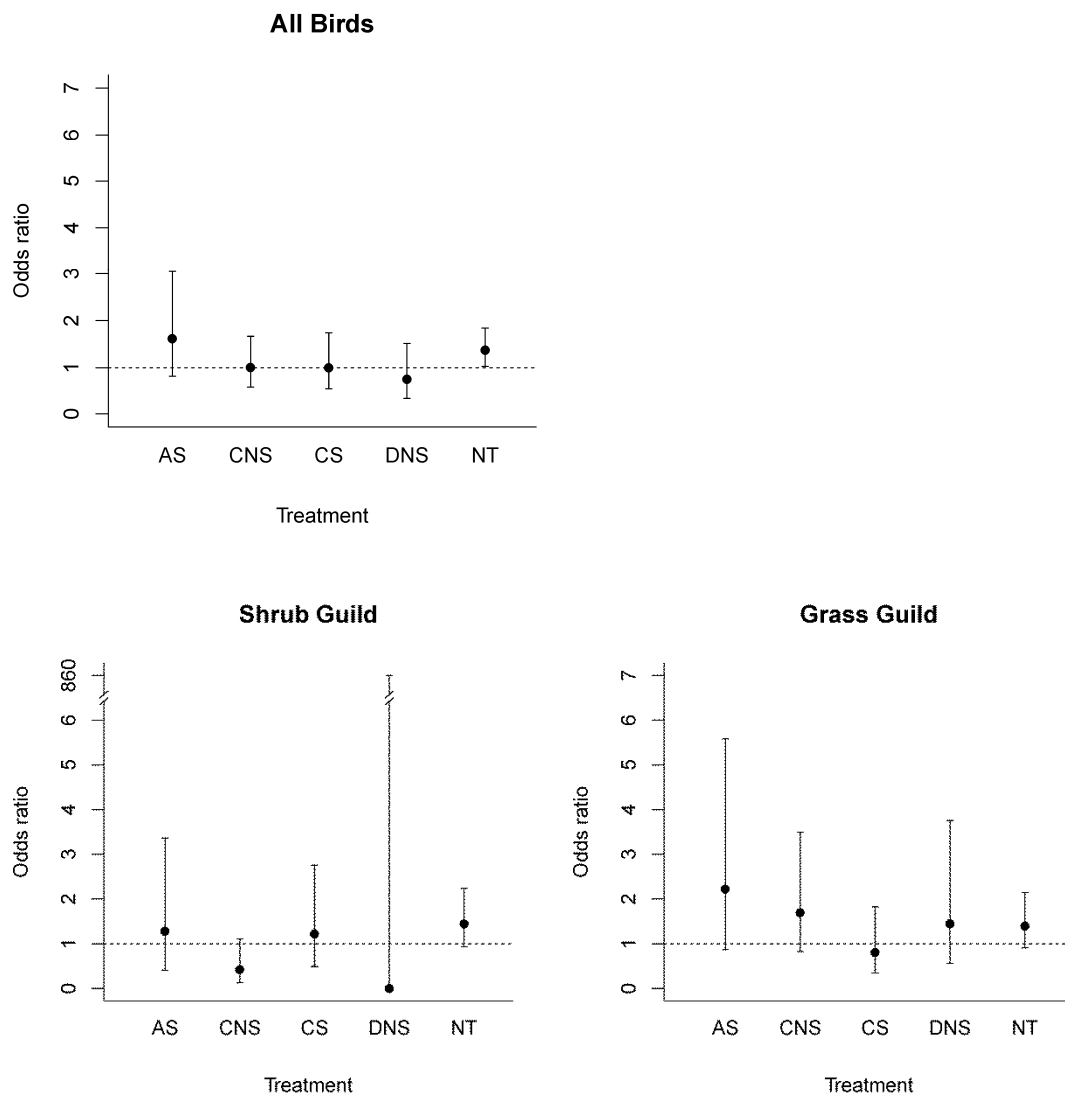 All Birds
Odds ratio
7
6
5
4
3
2
1
0
AS CNS CS DNS NT
Treatment
Shrub Guild
Odds ratio
860
6
5
4
3
2
1
0
AS CNS CS DNS NT
Treatment
Grass Guild
Odds ratio
7
6
5
4
3
2
1
0
AS CNS CS DNS NT
Treatment